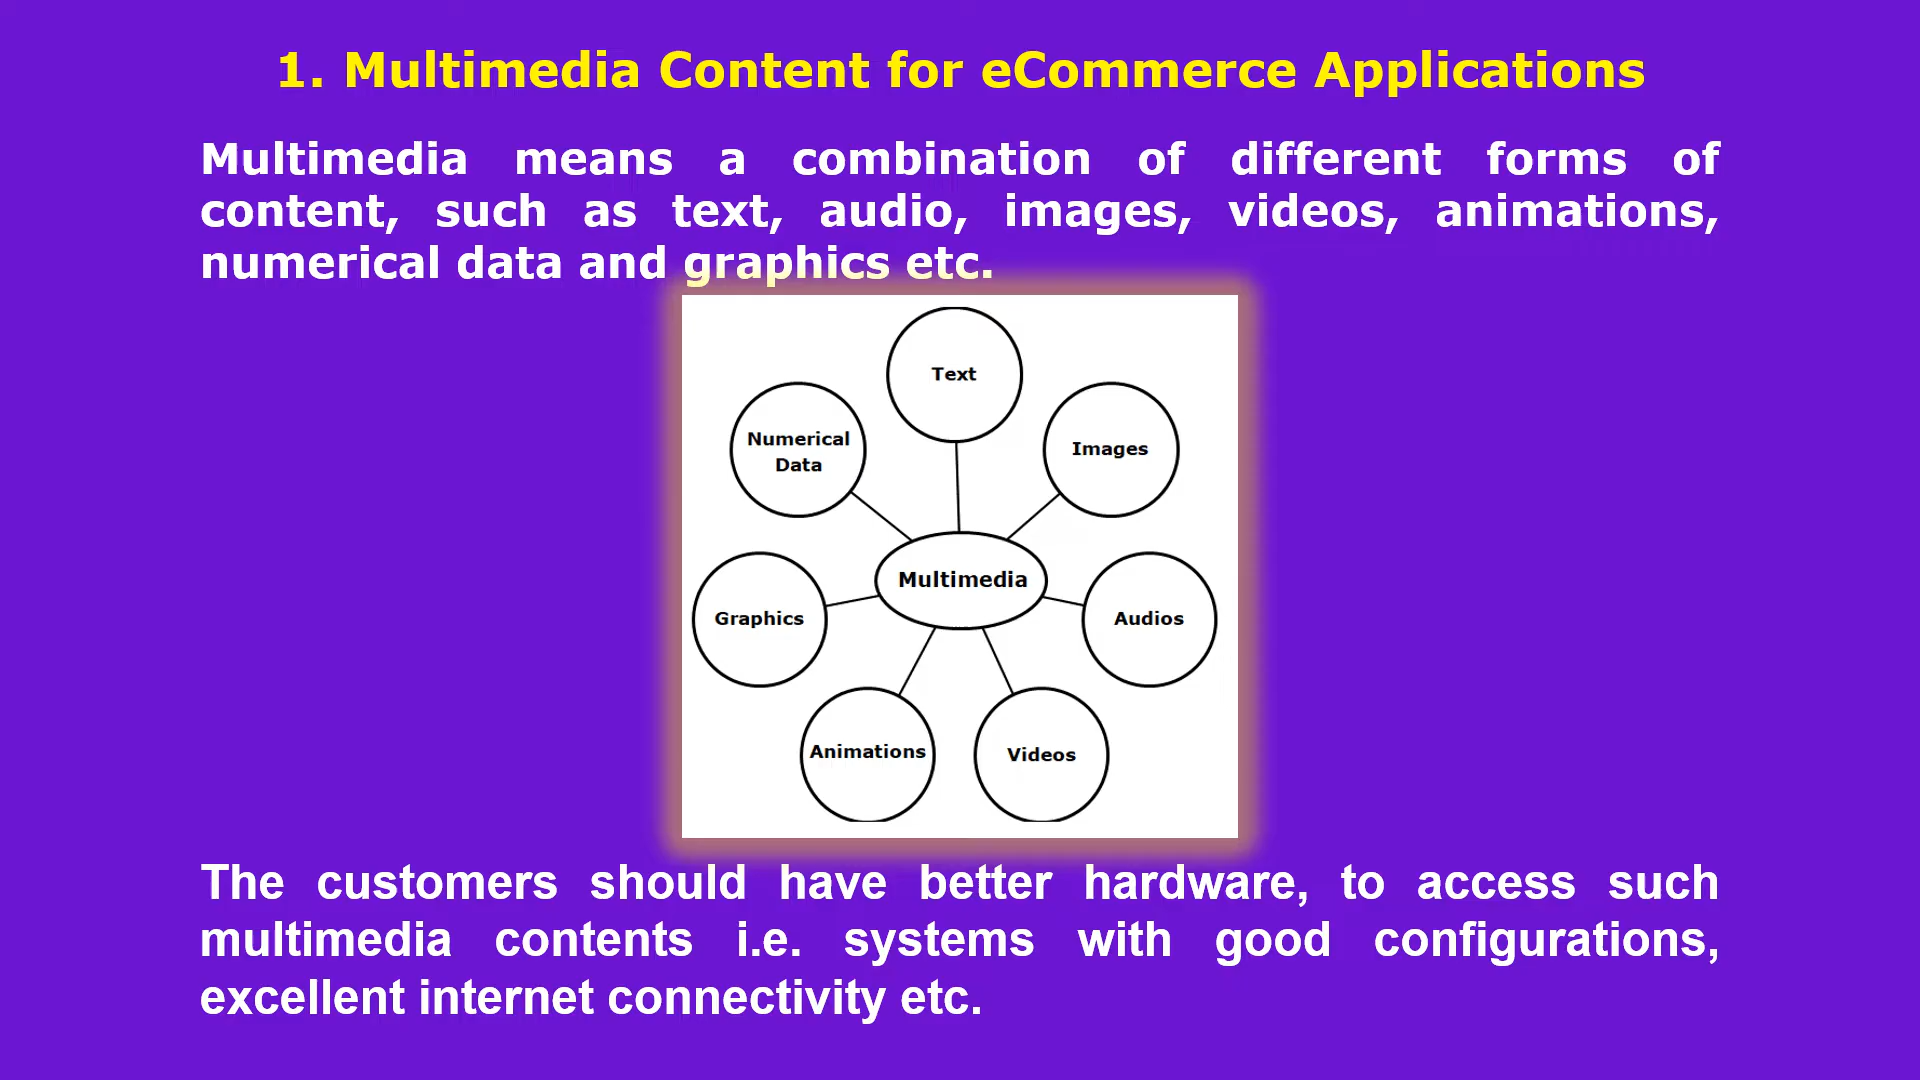 1. Multimedia Content for eCommerce Applications
Multimedia means a combination of different forms of
content, such as text, audio, images, videos, animations,
numerical data and graphics etc.
Text
Numerical
Data
Images
Multimedia
Graphics
Audios
Animations
Videos
The customers should have better hardware, to access such
multimedia contents i.e. systems with good configurations,
excellent internet connectivity etc.